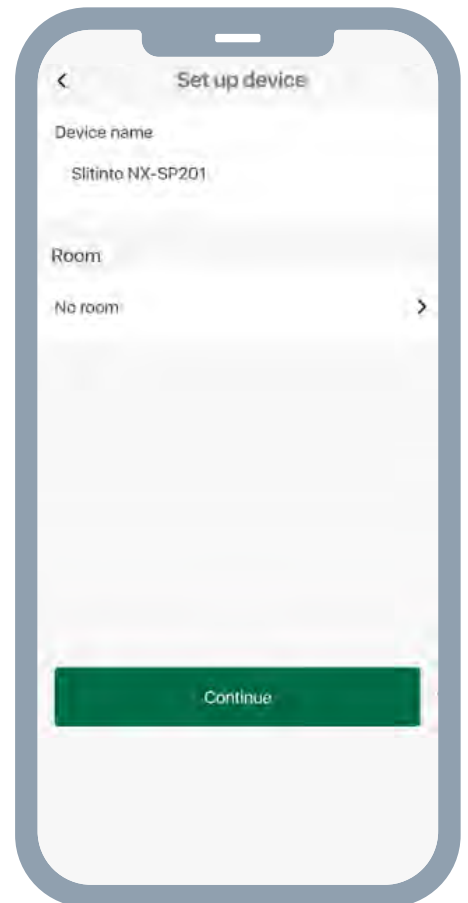 Set up device
Device name
Slitinto NX-SP201
Room
No room
Continue